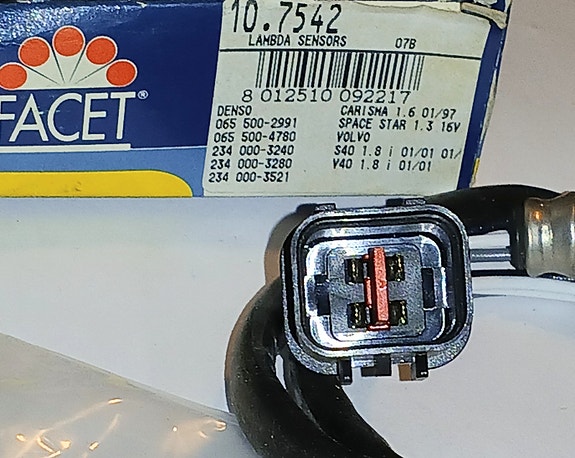 10.7542
LAMBDA SENSORS 07B
8 012510 092217
FACET®
DENSO
065 500-2991
065 500-4780
234 000-3240
234 000-3280
234 000-3521
CARISMA 1.6 01/97
SPACE STAR 1.3 16V
VOLVO
S40 1.8 i 01/01 01/
V40 1.8 i 01/01